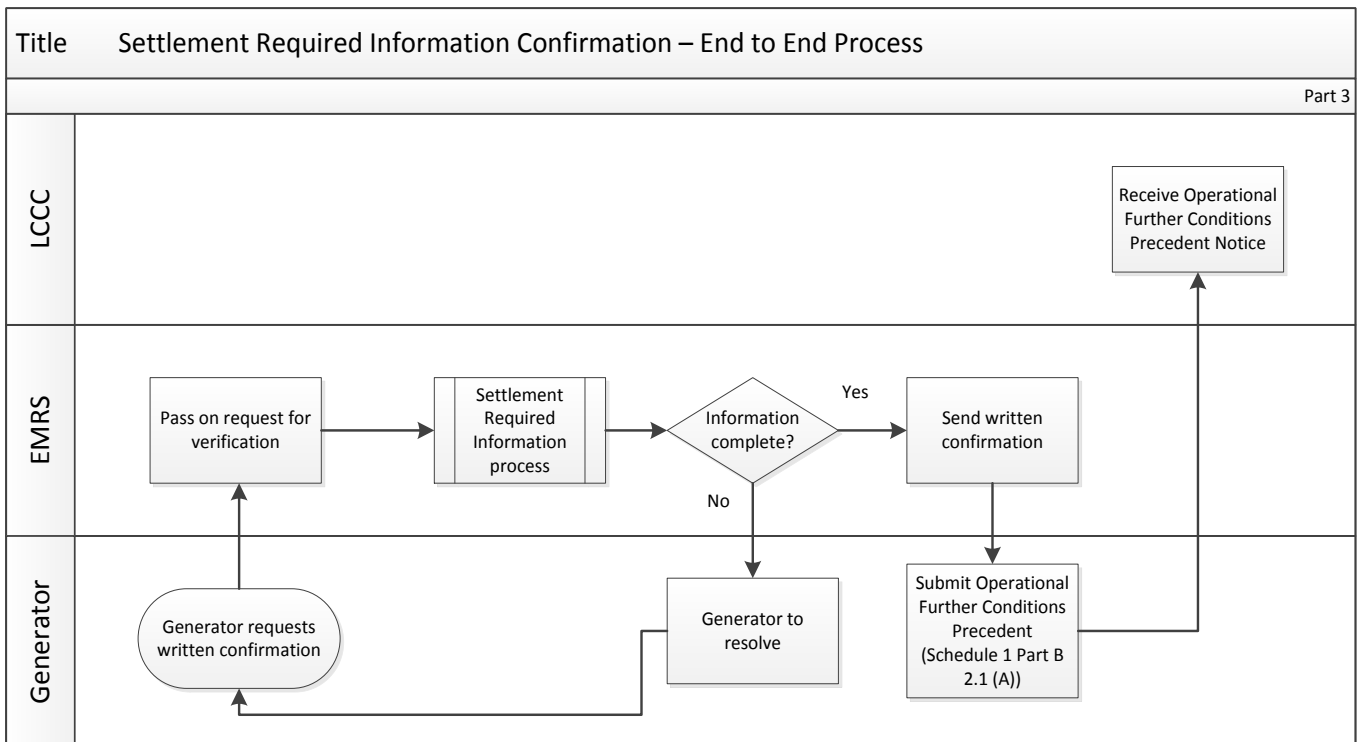 Title Settlement Required Information Confirmation – End to End Process
Part 3
LCCC
Receive Operational
Further Conditions
Precedent Notice
EMRS
Pass on request for
verification
Settlement
Required
Information
process
Information
complete?
Yes
No
Send written
confirmation
Generator
Generator requests
written confirmation
Generator to
resolve
Submit Operational
Further Conditions
Precedent
(Schedule 1 Part B
2.1 (A))